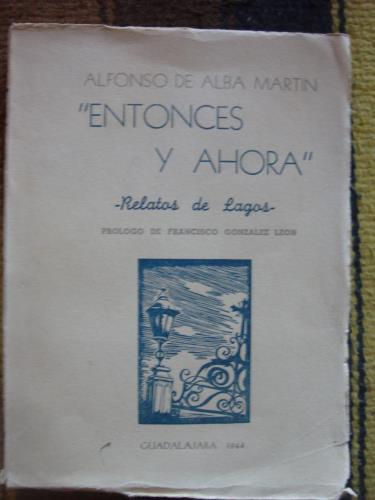 ALFONSO DE ALBA MARTIN
"ENTONCES
Y AHORA"
-Relatos de Lagos-
PROLOGO DE FRANCISCO GONZALEZ LEON
GUADALAJARA 1944